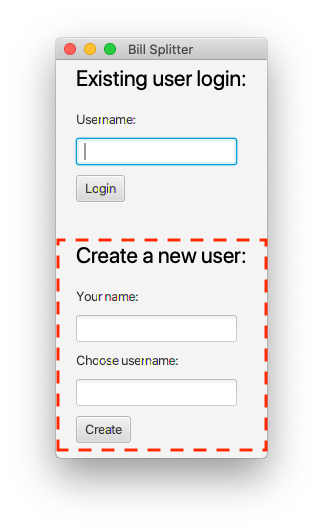 Bill Splitter
Existing user login:
Username:
Login
Create a new user:
Your name:
Choose username:
Create